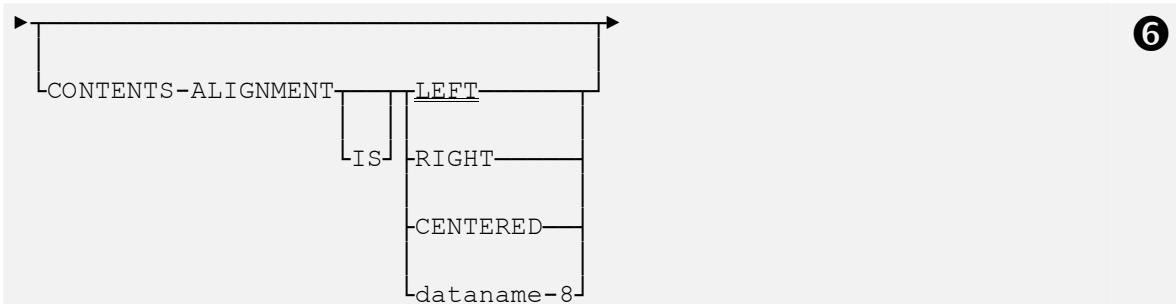 ❻
CONTENTS-ALIGNMENT LEFT
IS RIGHT
CENTERED
dataname-8